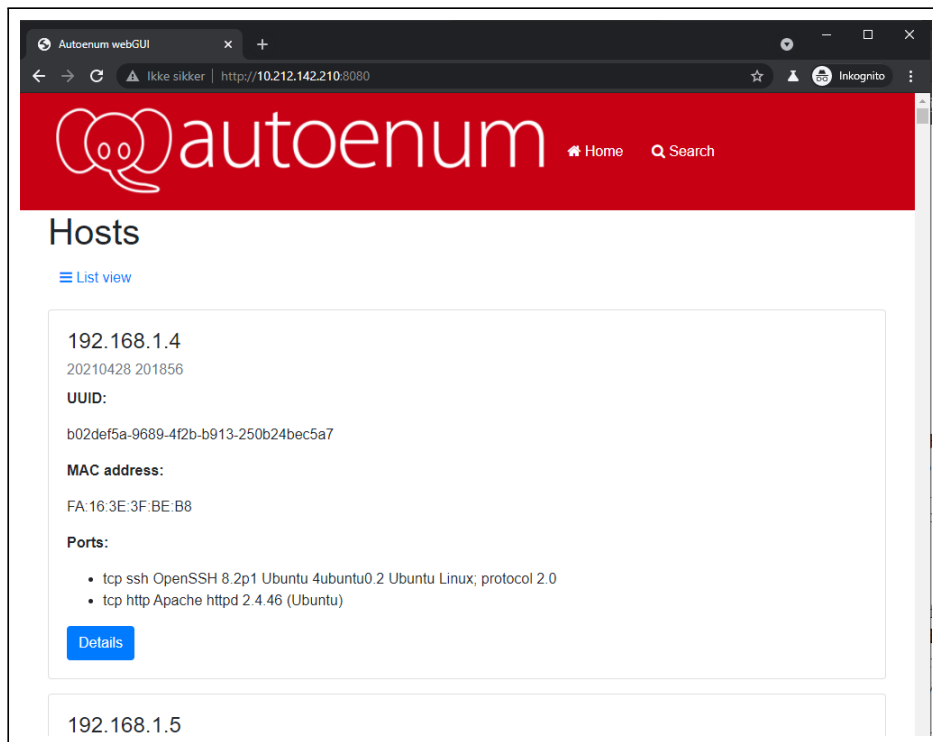 Autoenum webGUI
Ikke sikker | http://10.212.142.210:8080
Inkognito
autoenum
Home
Search
Hosts
List view
192.168.1.4
20210428 201856
UUID:
b02def5a-9689-4f2b-b913-250b24bec5a7
MAC address:
FA:16:3E:3F:BE:B8
Ports:
• tcp ssh OpenSSH 8.2p1 Ubuntu 4ubuntu0.2 Ubuntu Linux; protocol 2.0
• tcp http Apache httpd 2.4.46 (Ubuntu)
Details
192.168.1.5